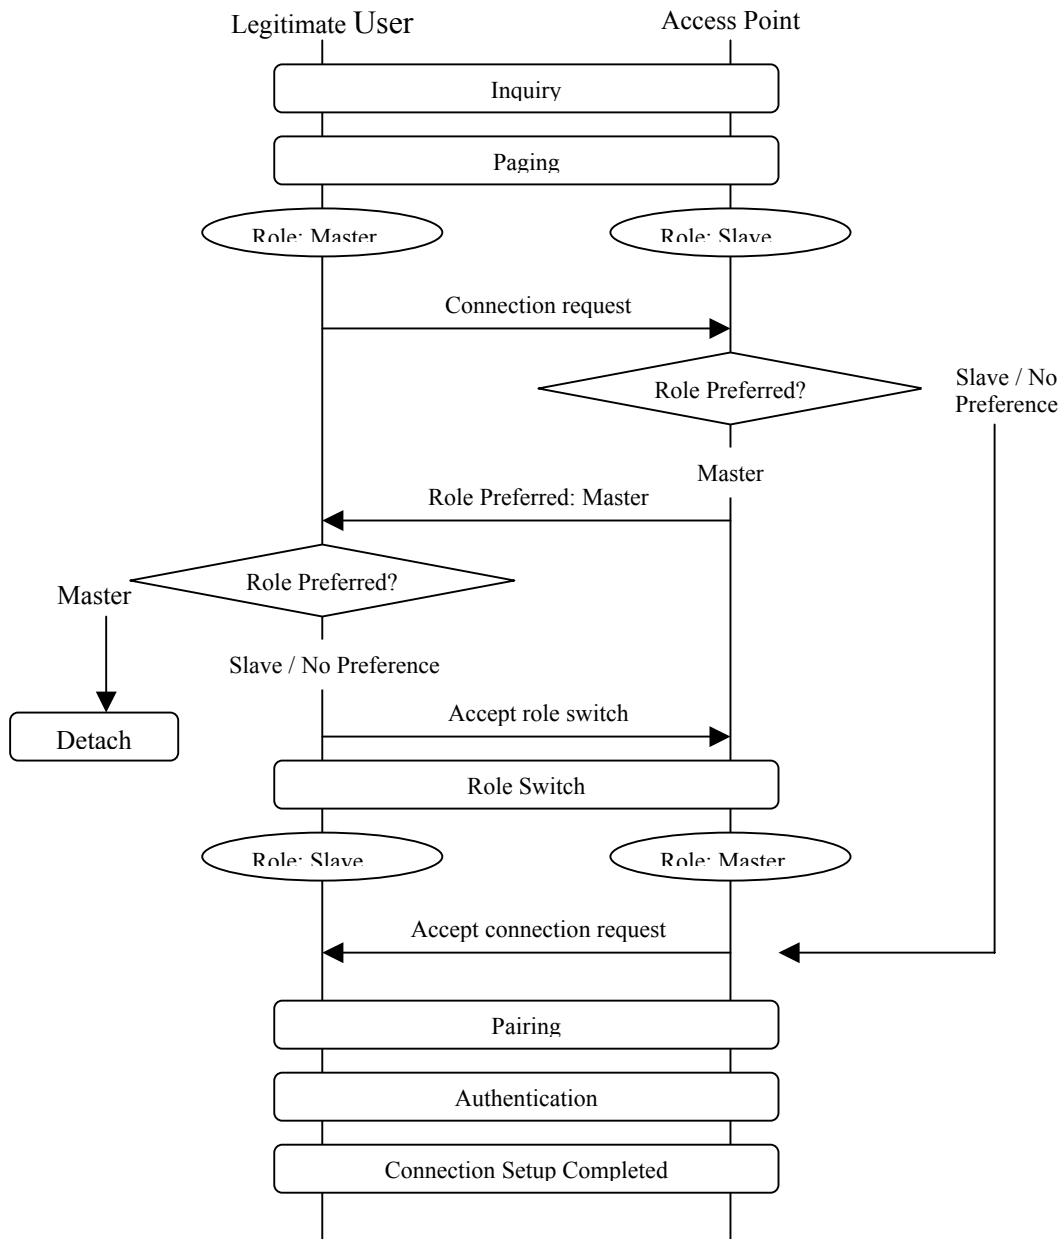 Legitimate User
Access Point
Inquiry
Paging
Role: Master
Role: Slave
Connection request
Role Preferred?
Slave / No
Preference
Master
Role Preferred: Master
Role Preferred?
Master
Slave / No Preference
Accept role switch
Detach
Role Switch
Role: Slave
Role: Master
Accept connection request
Pairing
Authentication
Connection Setup Completed